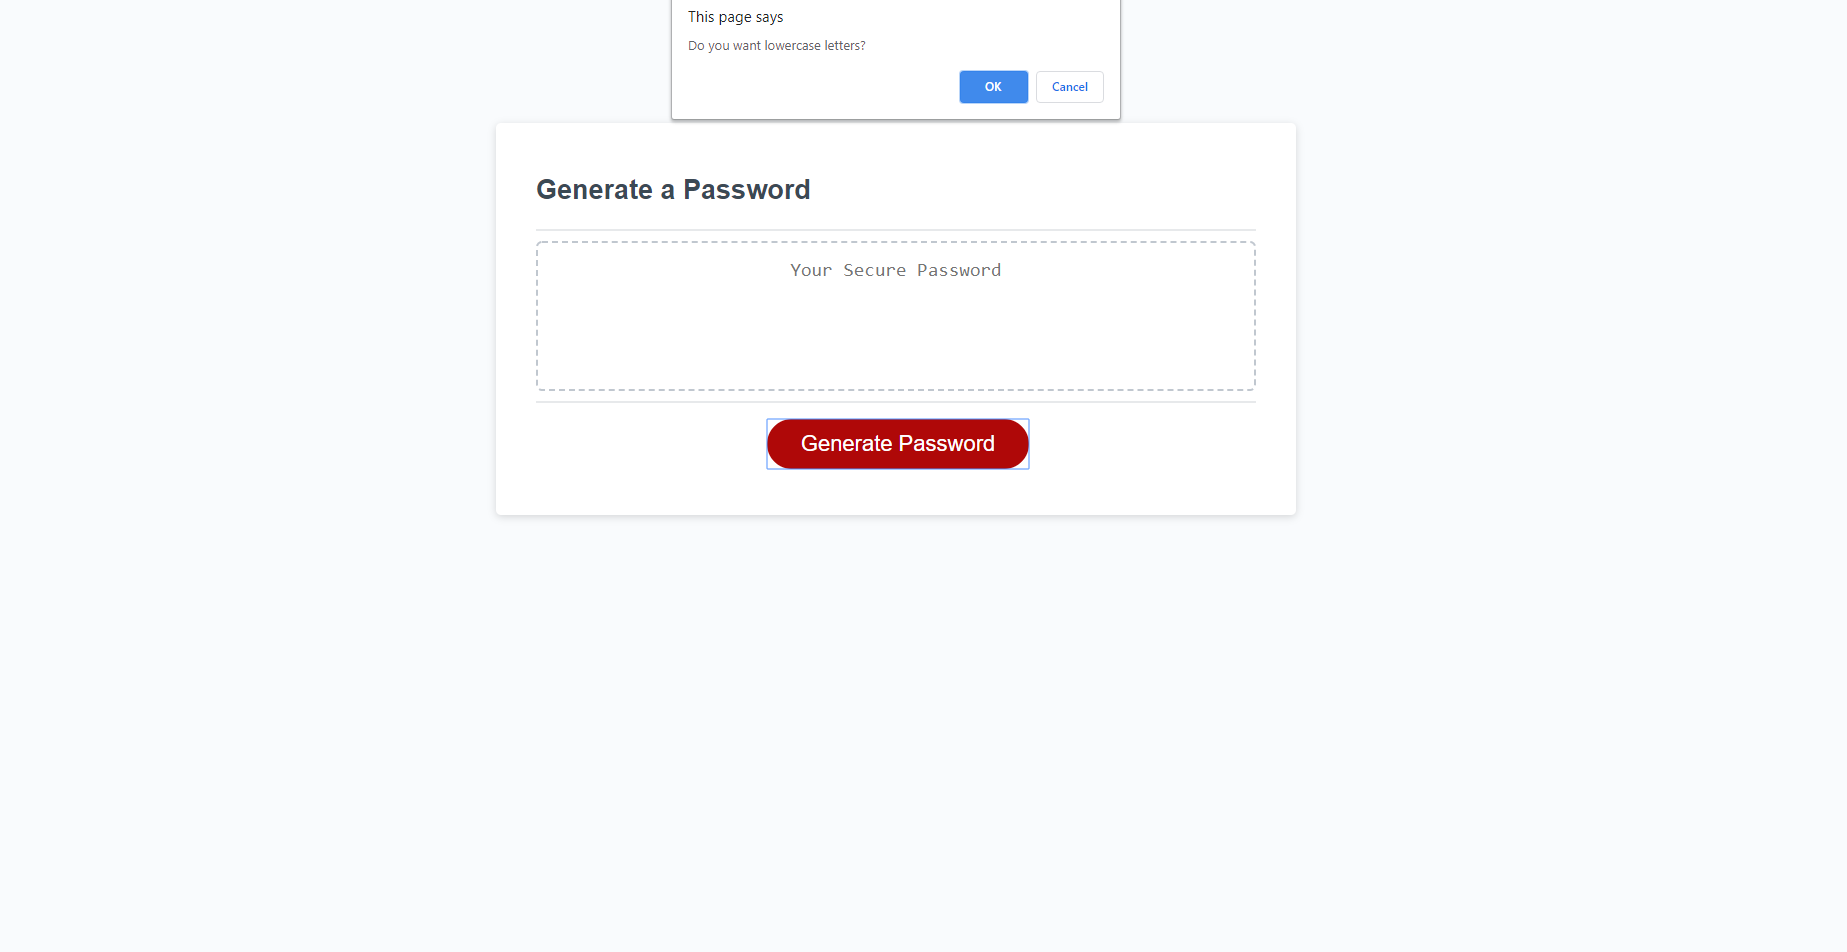 This page says
Do you want lowercase letters?
OK Cancel
Generate a Password
Your Secure Password
Generate Password